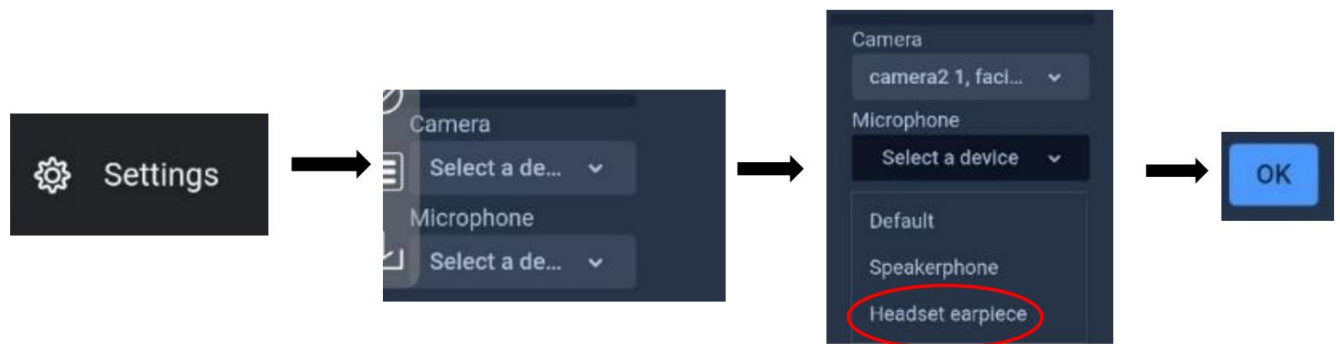 Settings
Camera
Select a de...
Microphone
Select a de...
Camera
camera2 1, faci...
Microphone
Select a device
Default
Speakerphone
Headset earpiece
OK